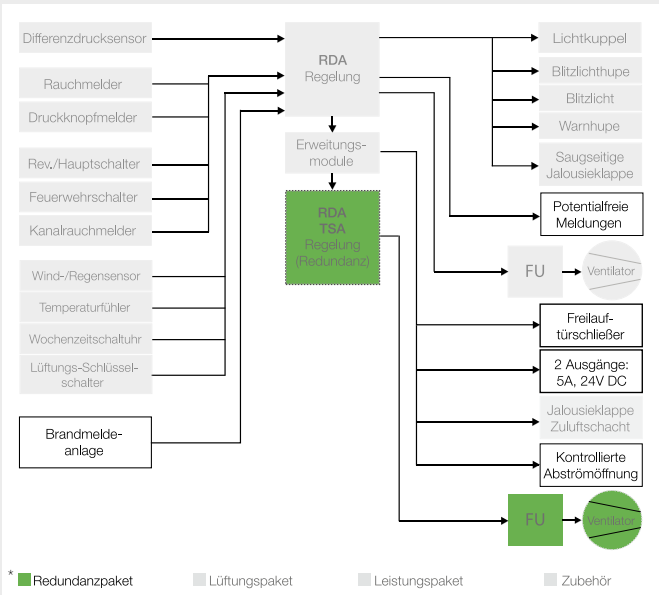 Differenzdrucksensor
Rauchmelder
Druckknopfmelder
Rev./Hauptschalter
Feuerwehrschalter
Kanalrauchmelder
Wind-/Regensensor
Temperaturfühler
Wochenzeitschaltuhr
Lüftungs-Schlüssel-
schalter
Brandmelde-
anlage
RDA
Regelung
Erweitungs-
module
RDA
TSA
Regelung
(Redundanz)
Lichtkuppel
Blitzlichthupe
Blitzlicht
Warnhupe
Saugseitige
Jalousieklappe
Potentialfreie
Meldungen
FU
Ventilator
Freilauf-
türschließer
2 Ausgänge:
5A, 24V DC
Jalousieklappe
Zuluftschacht
Kontrollierte
Abströmöffnung
FU
Ventilator
* Redundanzpaket
Lüftungspaket
Leistungspaket
Zubehör